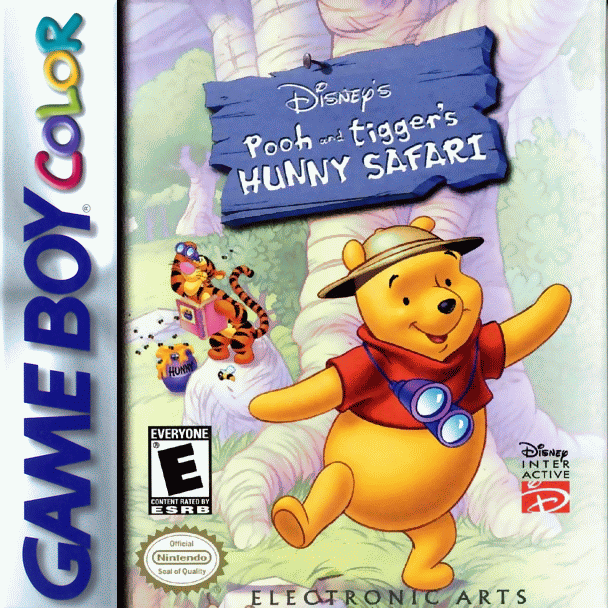 GAME BOY COLOR
®
Disney's
Pooh and Tigger's
HUNNY SAFARI
HUNNY
EVERYONE
E
®
CONTENT RATED BY
ESRB
Official
Nintendo
Seal of Quality
Disney
INTER
ACTIVE
D
ELECTRONIC ARTS